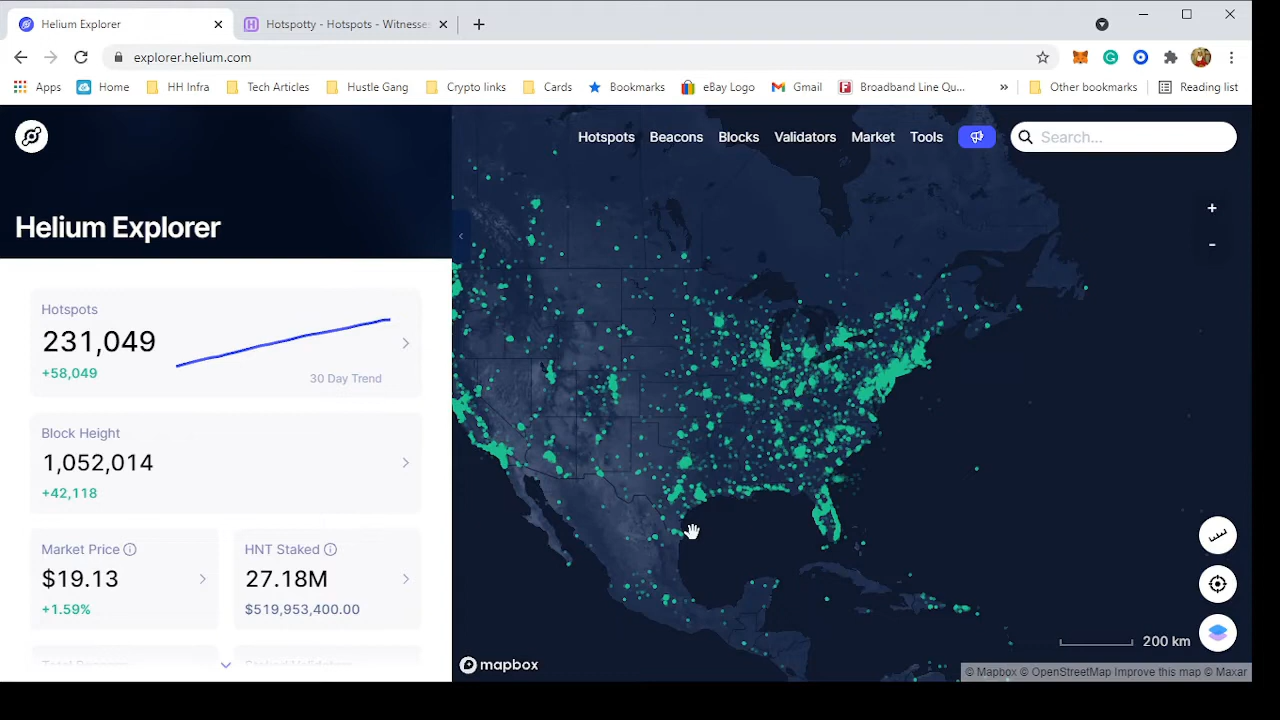 Helium Explorer
Hotspotty - Hotspots - Witnesse
explorer.helium.com
Apps
Home
HH Infra
Tech Articles
Hustle Gang
Crypto links
Cards
Bookmarks
eBay Logo
Gmail
Broadband Line Qu...
»
Other bookmarks
Reading list
Hotspots
Beacons
Blocks
Validators
Market
Tools
Search...
Helium Explorer
+
-
Hotspots
231,049
+58,049
30 Day Trend
Block Height
1,052,014
+42,118
Market Price
$19.13
+1.59%
HNT Staked
27.18M
$519,953,400.00
200 km
mapbox
© Mapbox © OpenStreetMap Improve this map © Maxar